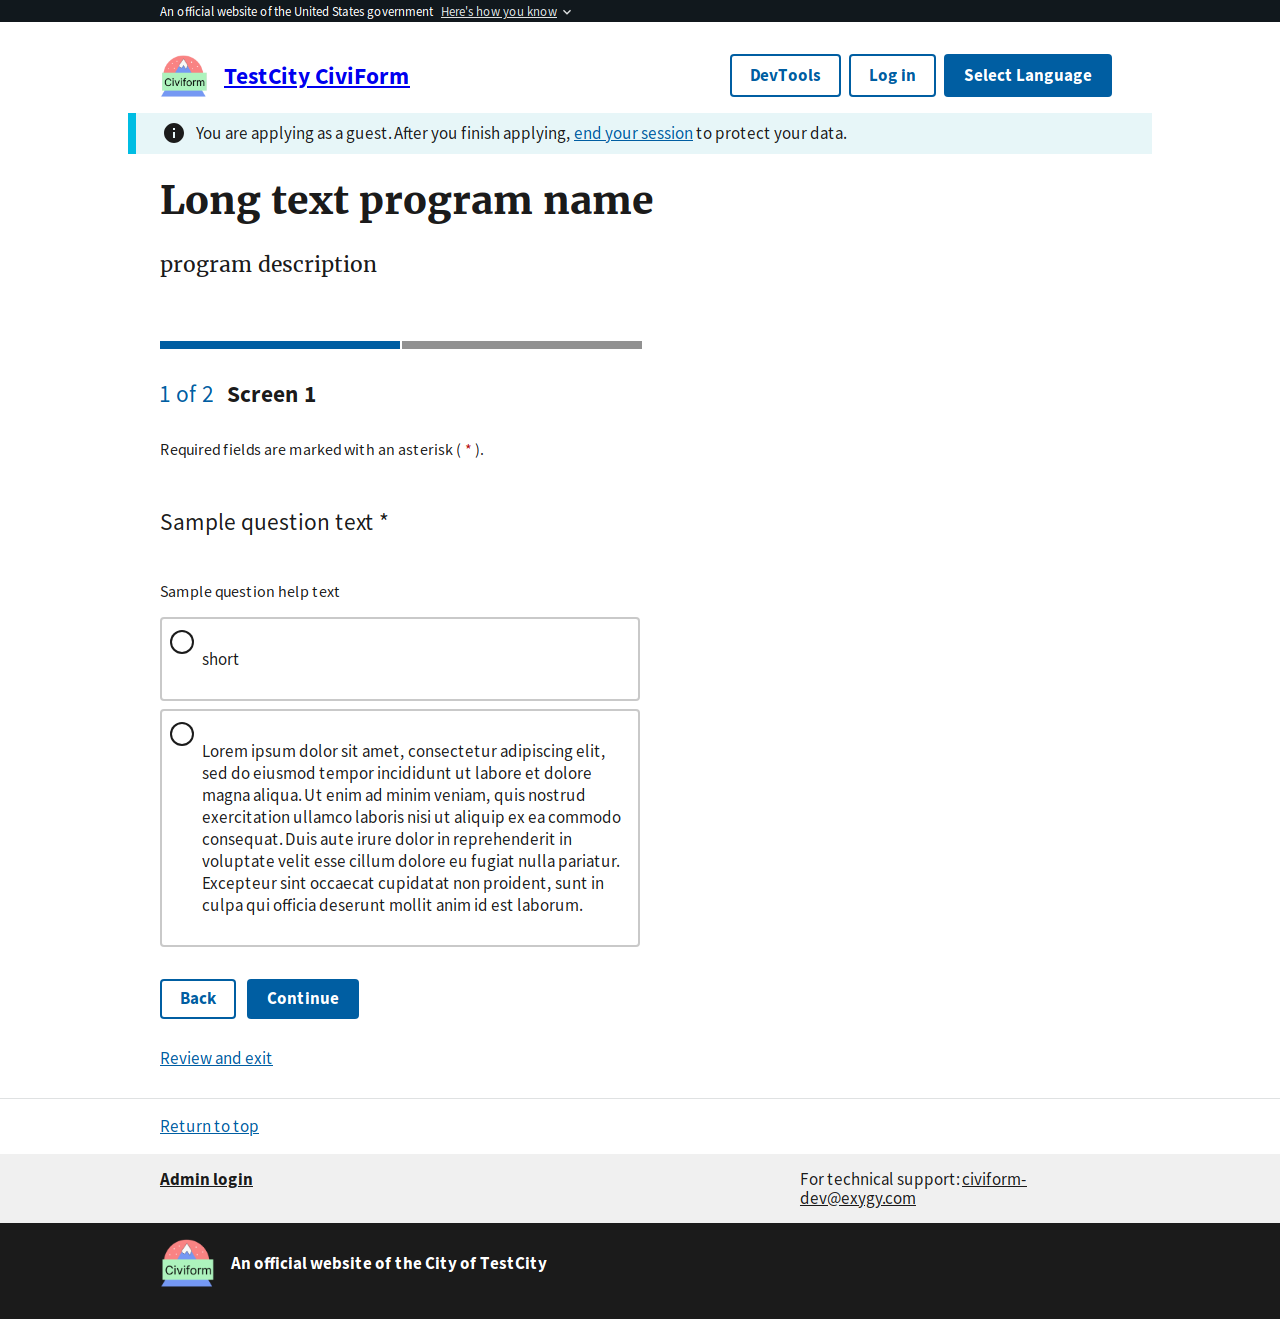 An official website of the United States government Here's how you know
Civiform
TestCity CiviForm
DevTools
Log in
Select Language
You are applying as a guest. After you finish applying, end your session to protect your data.
Long text program name
program description
1 of 2 Screen 1
Required fields are marked with an asterisk ( * ).
Sample question text *
Sample question help text
short
Lorem ipsum dolor sit amet, consectetur adipiscing elit,
sed do eiusmod tempor incididunt ut labore et dolore
magna aliqua. Ut enim ad minim veniam, quis nostrud
exercitation ullamco laboris nisi ut aliquip ex ea commodo
consequat. Duis aute irure dolor in reprehenderit in
voluptate velit esse cillum dolore eu fugiat nulla pariatur.
Excepteur sint occaecat cupidatat non proident, sunt in
culpa qui officia deserunt mollit anim id est laborum.
Back
Continue
Review and exit
Return to top
Admin login
For technical support: civiform-
dev@exygy.com
Civiform
An official website of the City of TestCity